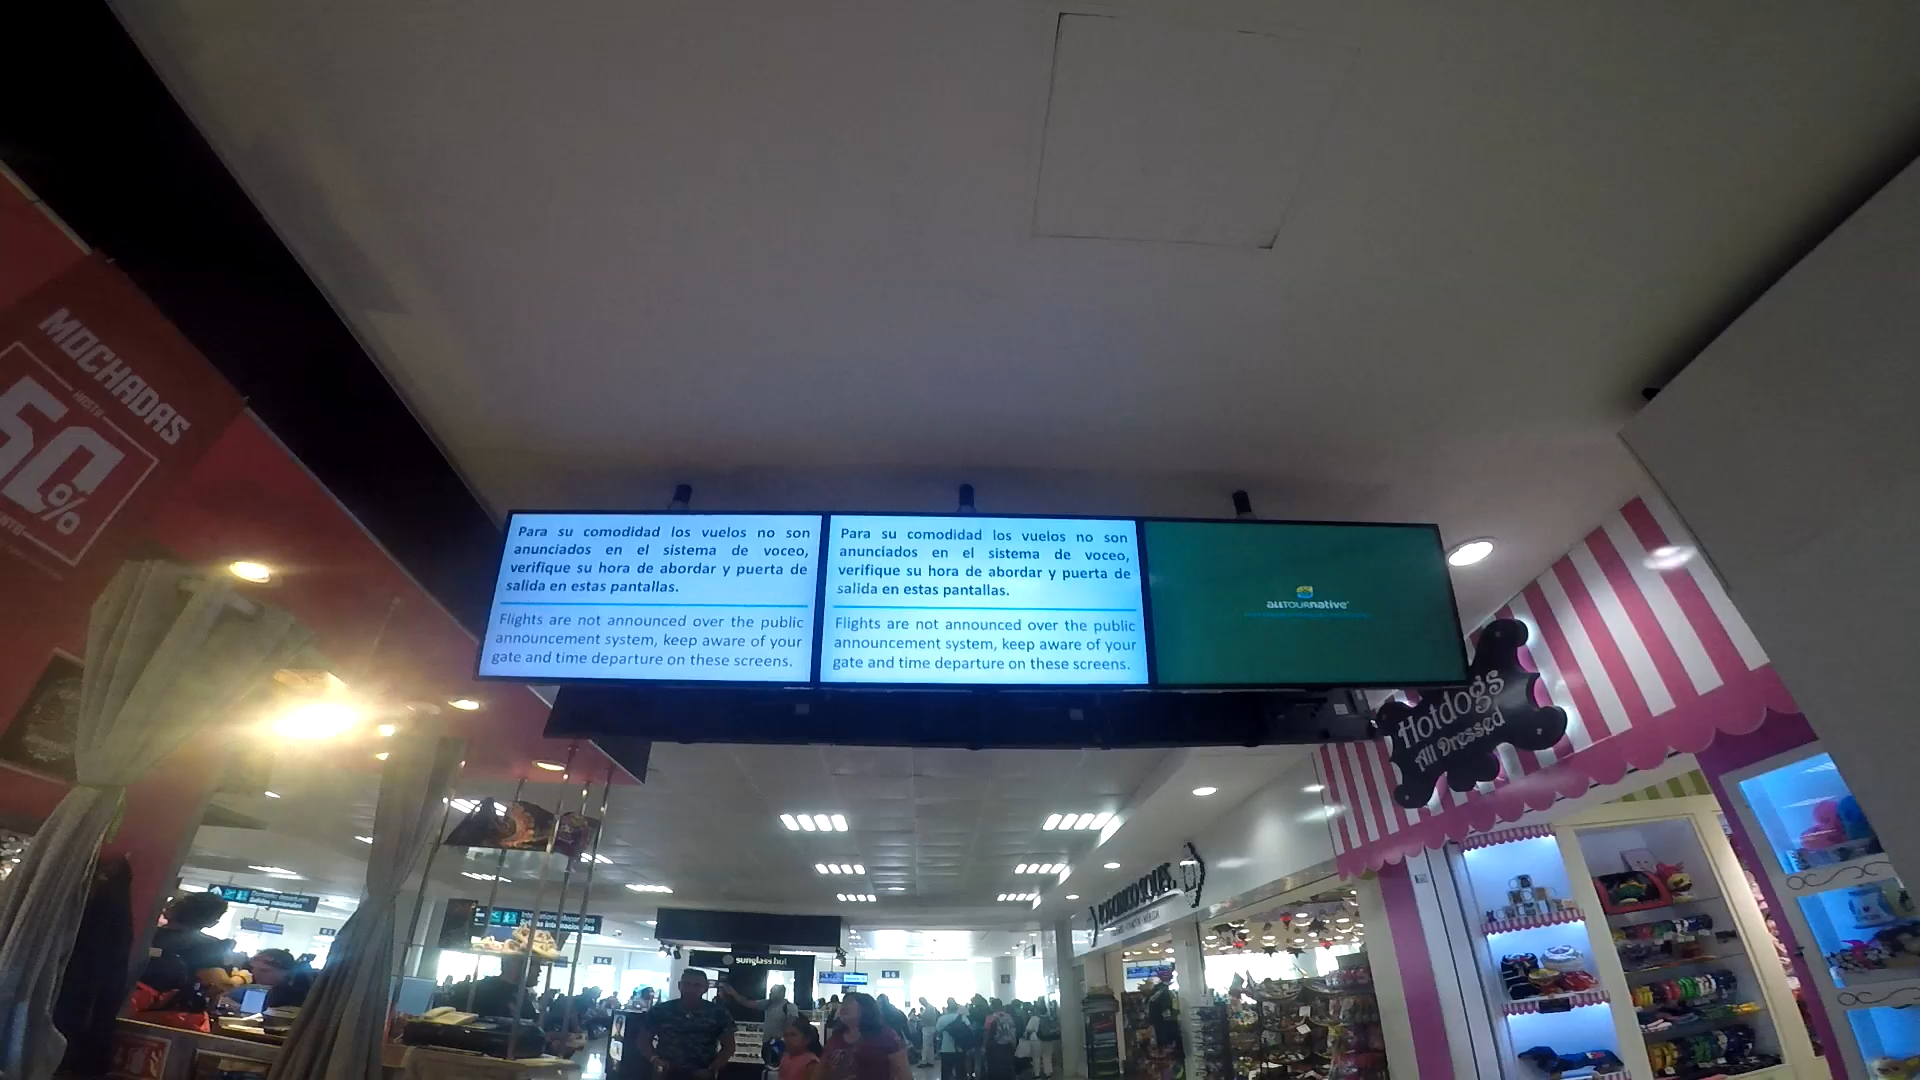 MOCHADAS
HASTA
50%
Para su comodidad los vuelos no son
anunciados en el sistema de voceo,
verifique su hora de abordar y puerta de
salida en estas pantallas.
Flights are not announced over the public
announcement system, keep aware of your
gate and time departure on these screens.
Para su comodidad los vuelos no son
anunciados en el sistema de voceo,
verifique su hora de abordar y puerta de
salida en estas pantallas.
Flights are not announced over the public
announcement system, keep aware of your
gate and time departure on these screens.
allTOURnative
Hotdogs
All Dressed
Salidas nacionales
sunglass hut